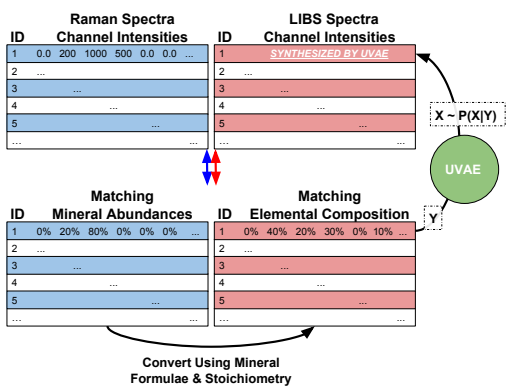 Raman Spectra
Channel Intensities
ID
1 0.0 200 1000 500 0.0 0.0 ...
2 ...
3 ...
4 ...
5 ...
... ...
LIBS Spectra
Channel Intensities
ID
1 SYNTHESIZED BY UVAE
2 ...
3 ...
4 ...
5 ...
... ...
X ~ P(X|Y)
UVAE
Y
Matching
Mineral Abundances
ID
1 0% 20% 80% 0% 0% 0% ...
2 ...
3 ...
4 ...
5 ...
... ...
Matching
Elemental Composition
ID
1 0% 40% 20% 30% 0% 10% ...
2 ...
3 ...
4 ...
5 ...
... ...
Convert Using Mineral
Formulae & Stoichiometry